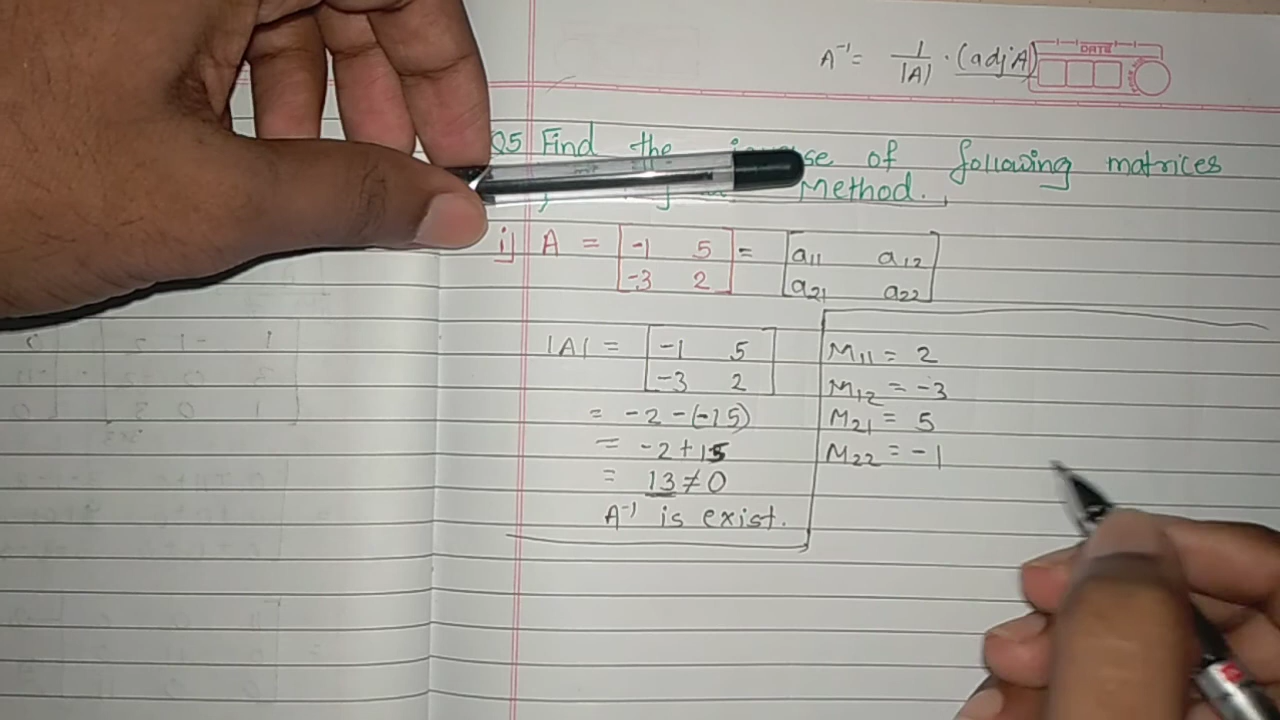 A⁻¹ = 1/|A| · (adj A)
DATE
Q5 Find the inverse of following matrices
Method.
i) A = [-1 5; -3 2] = [a₁₁ a₁₂; a₂₁ a₂₂]
|A| = |-1 5; -3 2|
= -2 - (-15)
= -2 + 15
= 13 ≠ 0
A⁻¹ is exist.
M₁₁ = 2
M₁₂ = -3
M₂₁ = 5
M₂₂ = -1